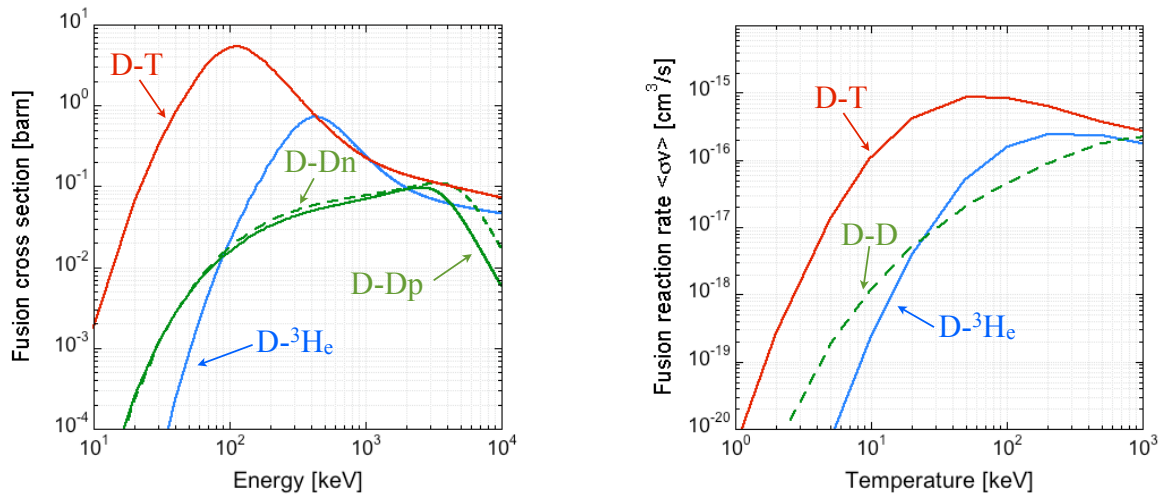 Fusion cross section [barn]
10¹
10⁰
10⁻¹
10⁻²
10⁻³
10⁻⁴
D-T
D-Dn
D-Dp
D-³Hₑ
10¹ 10² 10³ 10⁴
Energy [keV]
Fusion reaction rate <σv> [cm³/s]
10⁻¹⁵
10⁻¹⁶
10⁻¹⁷
10⁻¹⁸
10⁻¹⁹
10⁻²⁰
D-T
D-D
D-³Hₑ
10⁰ 10¹ 10² 10³
Temperature [keV]